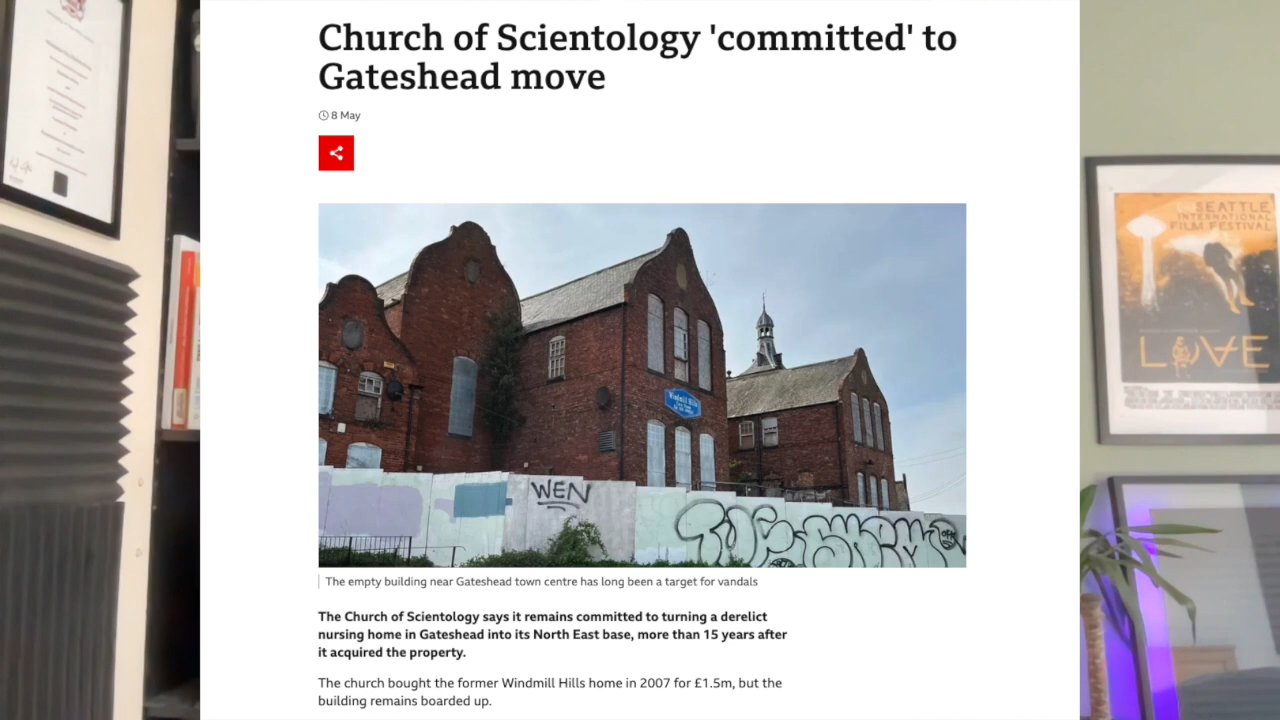 Church of Scientology 'committed' to
Gateshead move
8 May
Windmill Hills
WEN
The empty building near Gateshead town centre has long been a target for vandals
The Church of Scientology says it remains committed to turning a derelict
nursing home in Gateshead into its North East base, more than 15 years after
it acquired the property.
The church bought the former Windmill Hills home in 2007 for £1.5m, but the
building remains boarded up.
SEATTLE
INTERNATIONAL
FILM FESTIVAL
LOVE